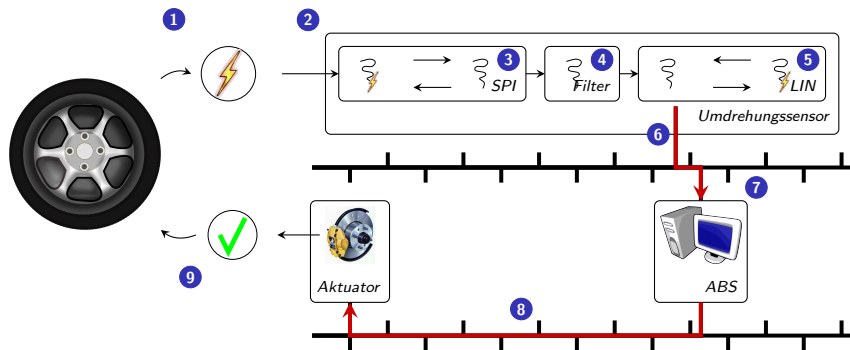 1
2
3
4
5
SPI
Filter
LIN
Umdrehungssensor
6
7
ABS
Aktuator
8
9